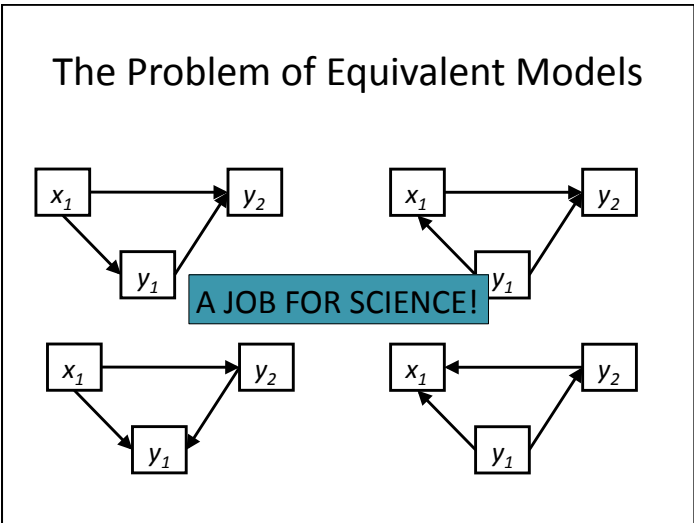 The Problem of Equivalent Models
x₁ y₂ x₁ y₂
y₁ y₁
A JOB FOR SCIENCE!
x₁ y₂ x₁ y₂
y₁ y₁